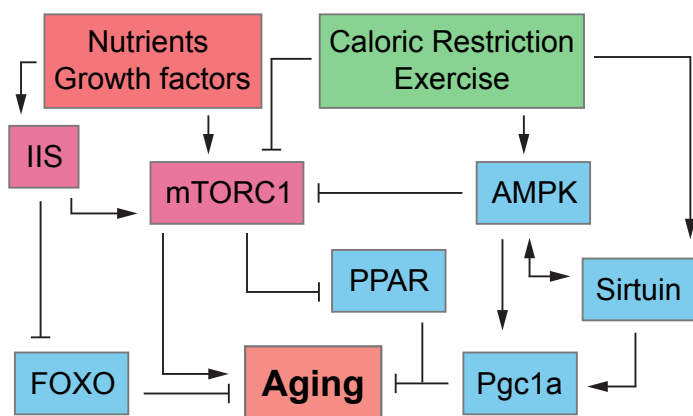 Nutrients
Growth factors
Caloric Restriction
Exercise
IIS
mTORC1
AMPK
PPAR
Sirtuin
FOXO
Aging
Pgc1a